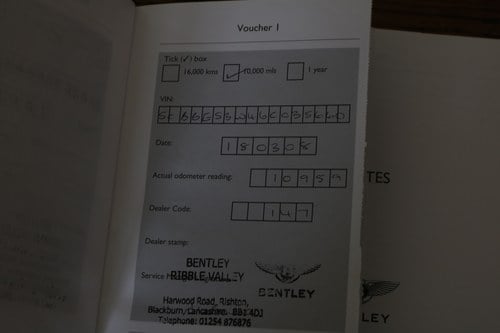 Voucher 1
Tick (✓) box
16,000 kms ✓ 10,000 mls 1 year
VIN:
Date: 180308
Actual odometer reading: 10959
TES
Dealer Code: 147
Dealer stamp:
BENTLEY
RIBBLE VALLEY
Service
BENTLEY
LEY
Harwood Road, Rishton,
Blackburn, Lancashire. BB1 4DJ
Telephone: 01254 876876